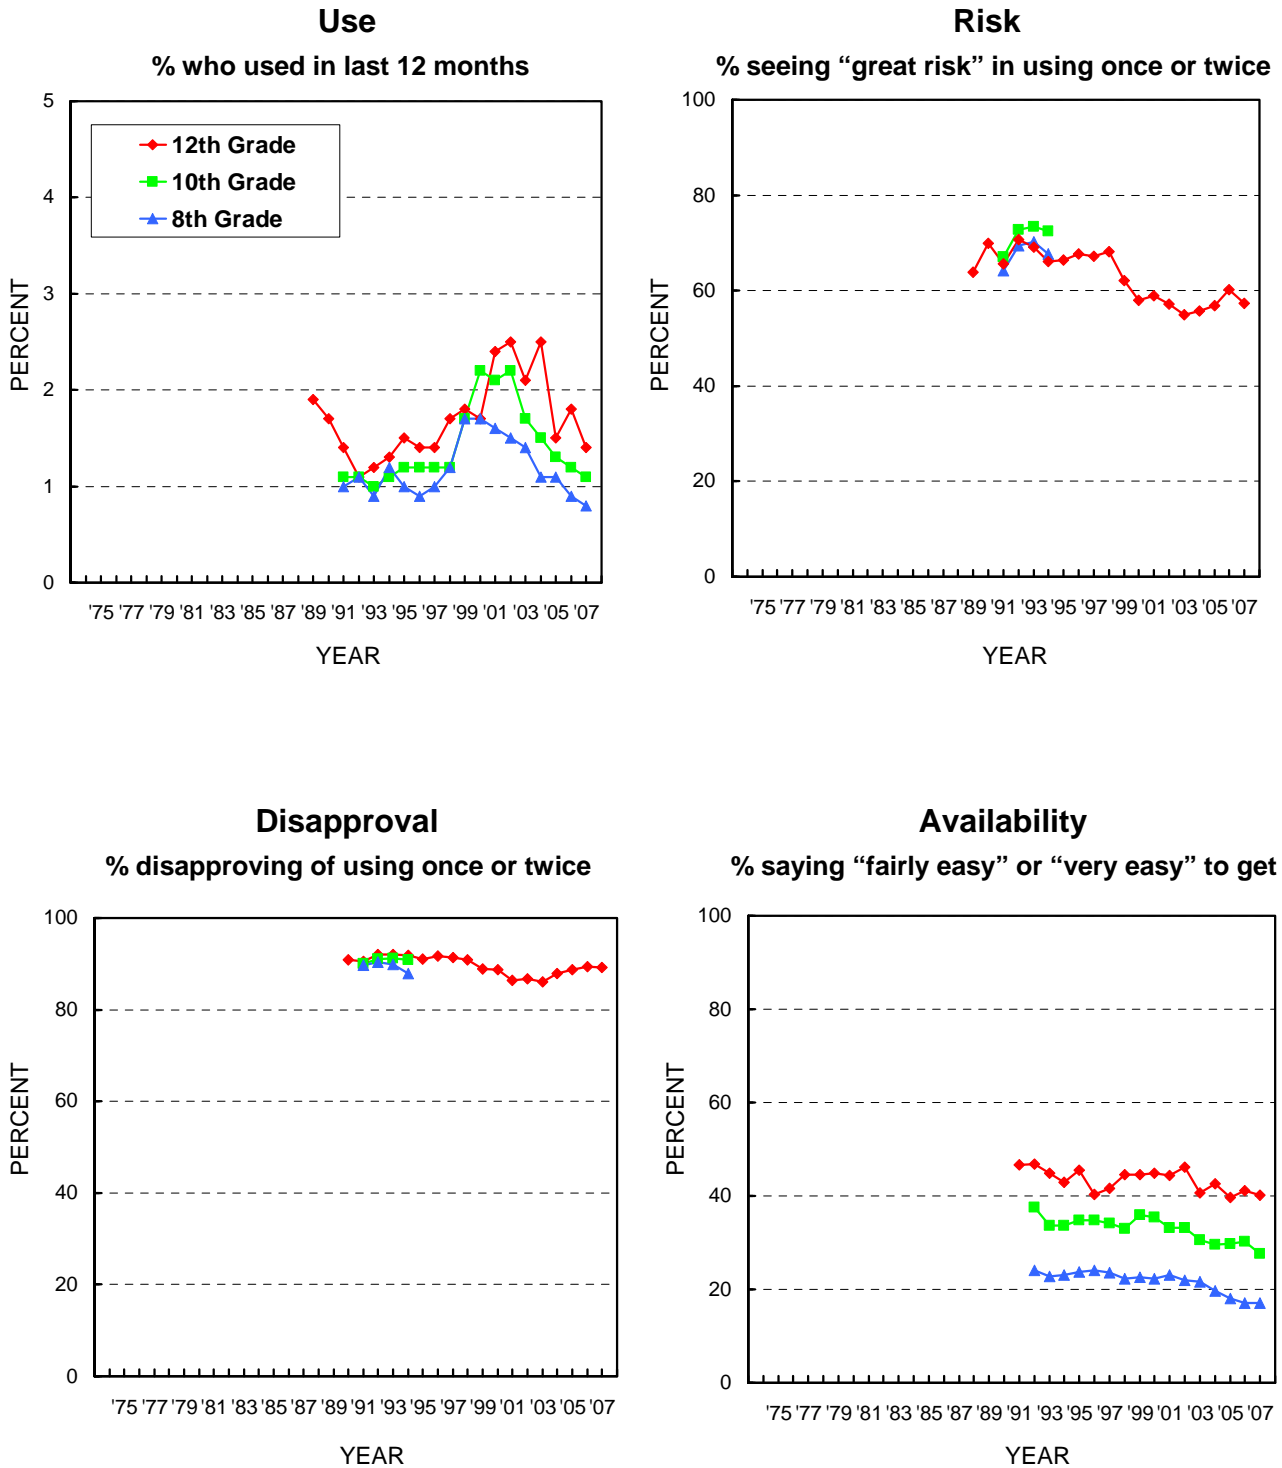 Use
% who used in last 12 months
5
4
3
2
1
0
PERCENT
12th Grade
10th Grade
8th Grade
'75 '77 '79 '81 '83 '85 '87 '89 '91 '93 '95 '97 '99 '01 '03 '05 '07
YEAR
Risk
% seeing “great risk” in using once or twice
100
80
60
40
20
0
PERCENT
'75 '77 '79 '81 '83 '85 '87 '89 '91 '93 '95 '97 '99 '01 '03 '05 '07
YEAR
Disapproval
% disapproving of using once or twice
100
80
60
40
20
0
PERCENT
'75 '77 '79 '81 '83 '85 '87 '89 '91 '93 '95 '97 '99 '01 '03 '05 '07
YEAR
Availability
% saying “fairly easy” or “very easy” to get
100
80
60
40
20
0
PERCENT
'75 '77 '79 '81 '83 '85 '87 '89 '91 '93 '95 '97 '99 '01 '03 '05 '07
YEAR